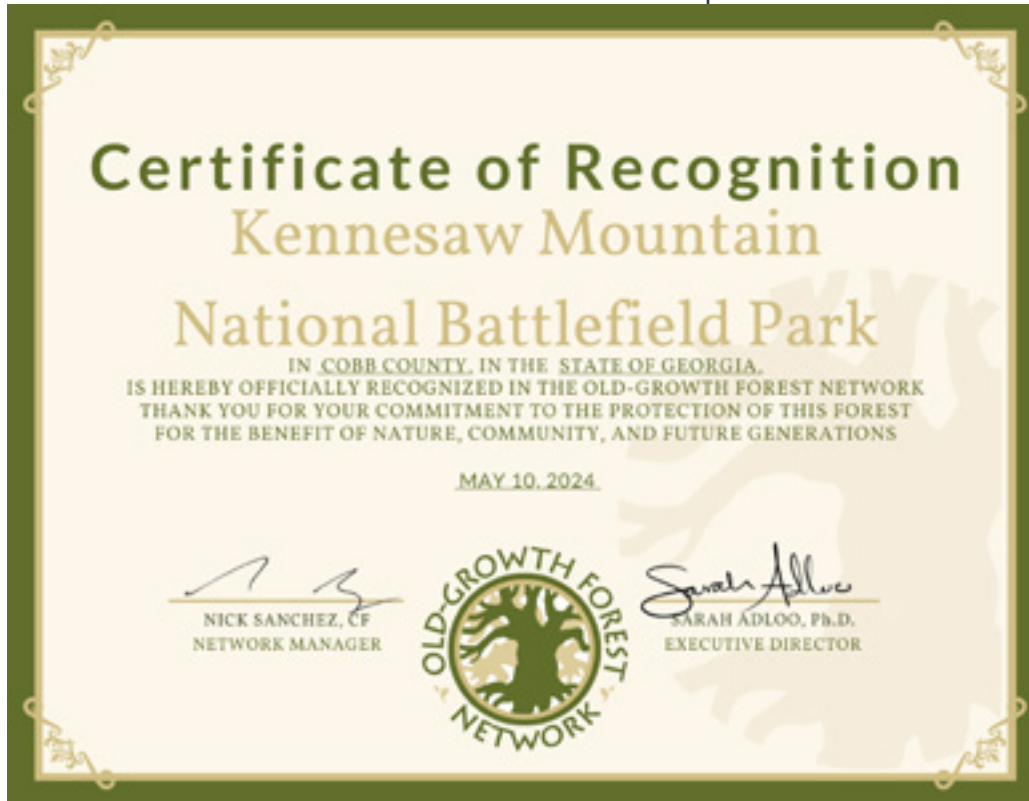 Certificate of Recognition
Kennesaw Mountain
National Battlefield Park
IN COBB COUNTY, IN THE STATE OF GEORGIA,
IS HEREBY OFFICIALLY RECOGNIZED IN THE OLD-GROWTH FOREST NETWORK
THANK YOU FOR YOUR COMMITMENT TO THE PROTECTION OF THIS FOREST
FOR THE BENEFIT OF NATURE, COMMUNITY, AND FUTURE GENERATIONS
MAY 10, 2024
Sarah Adloo
NICK SANCHEZ, CF
NETWORK MANAGER
OLD-GROWTH FOREST
NETWORK
SARAH ADLOO, Ph.D.
EXECUTIVE DIRECTOR